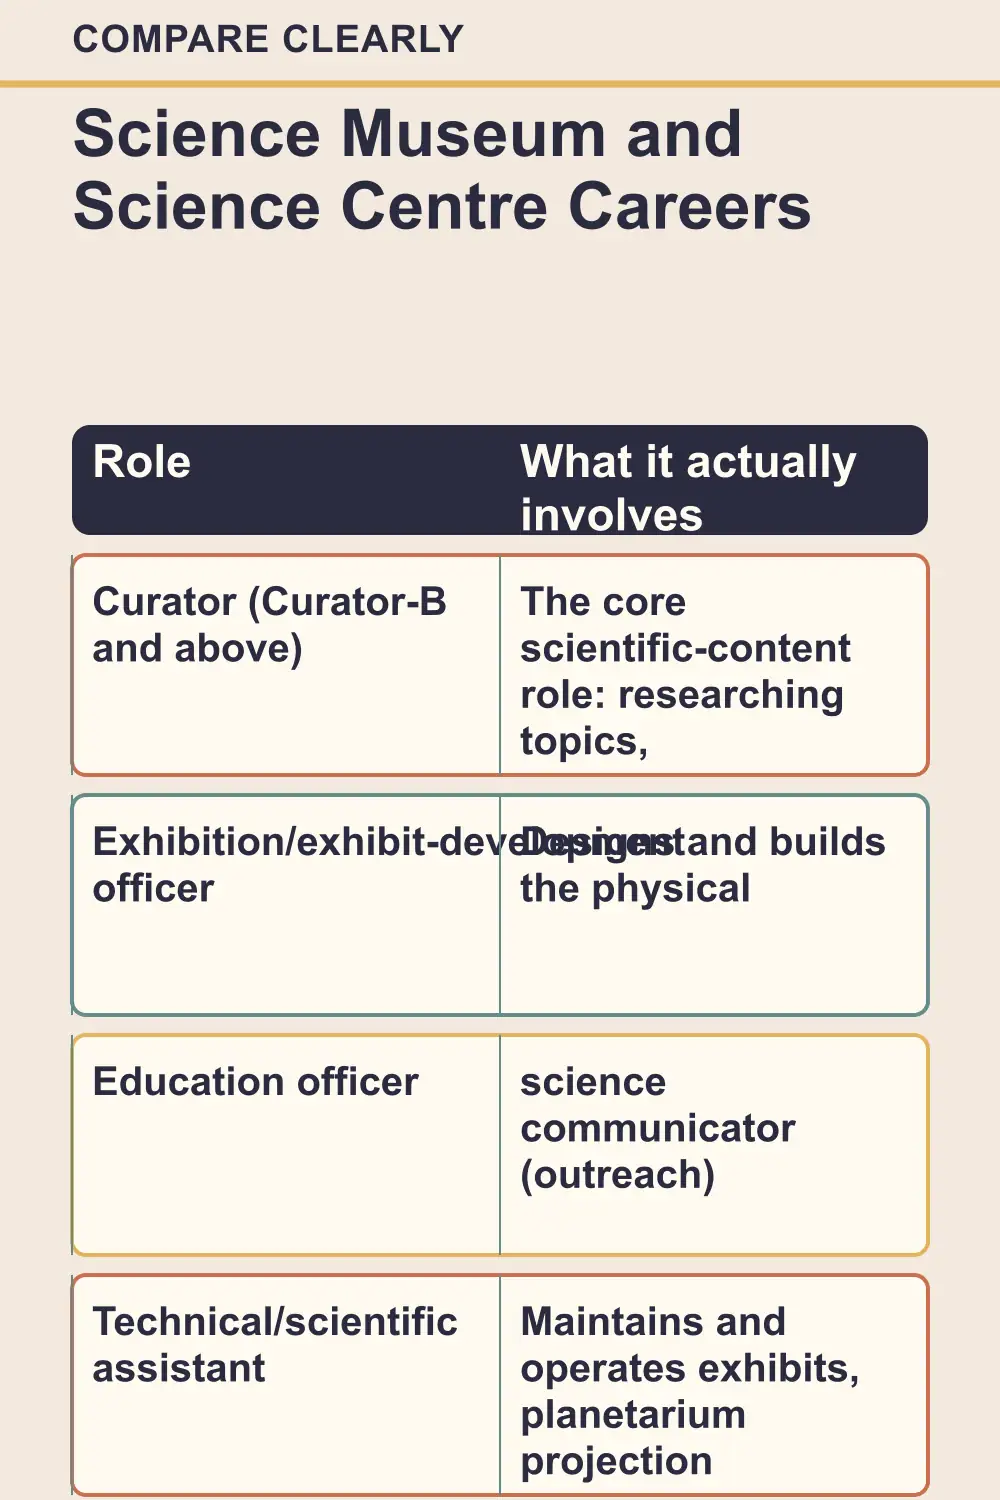 COMPARE CLEARLY
Science Museum and
Science Centre Careers
Role
What it actually
involves
Curator (Curator-B
and above)
The core
scientific-content
role: researching
topics,
Exhibition/exhibit-development
officer
Designs and builds
the physical
Education officer
science
communicator
(outreach)
Technical/scientific
assistant
Maintains and
operates exhibits,
planetarium
projection